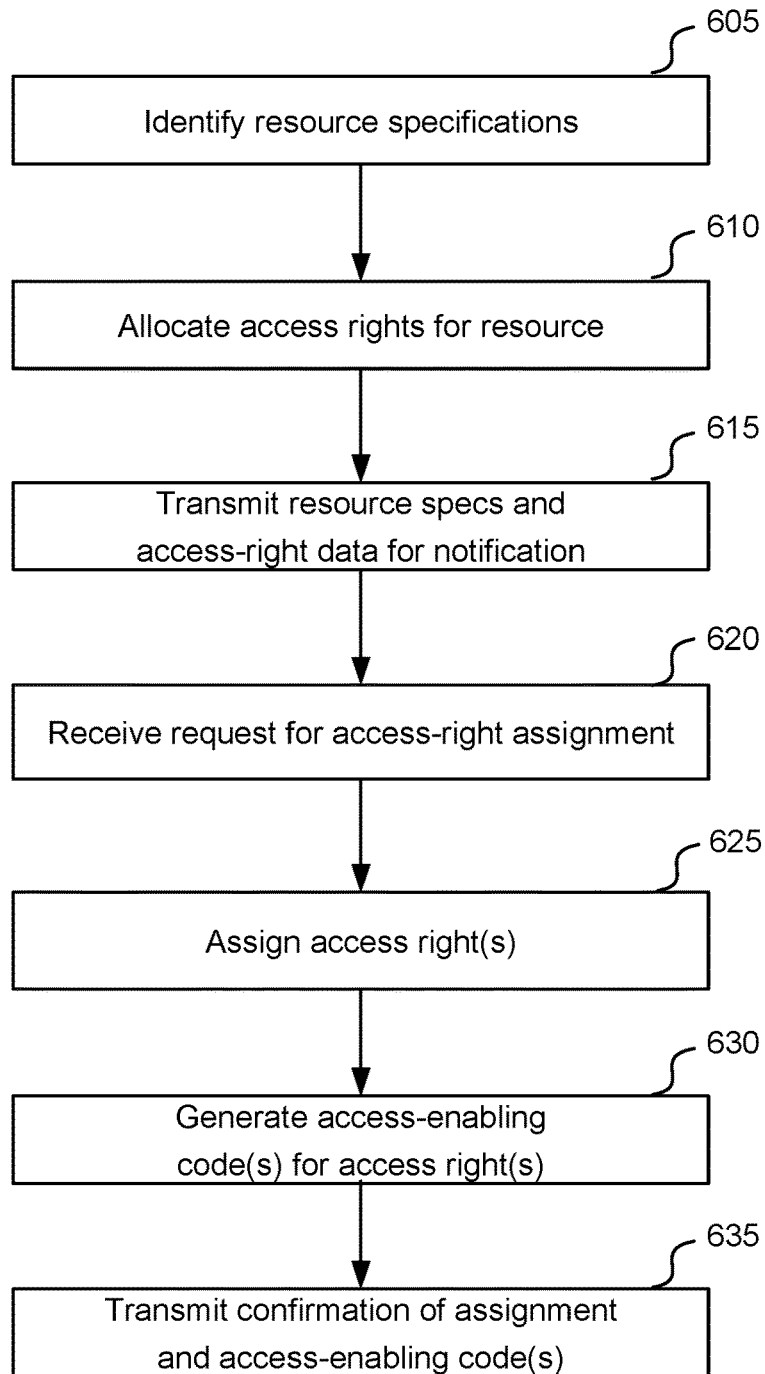 605
Identify resource specifications
610
Allocate access rights for resource
615
Transmit resource specs and
access-right data for notification
620
Receive request for access-right assignment
625
Assign access right(s)
630
Generate access-enabling
code(s) for access right(s)
635
Transmit confirmation of assignment
and access-enabling code(s)